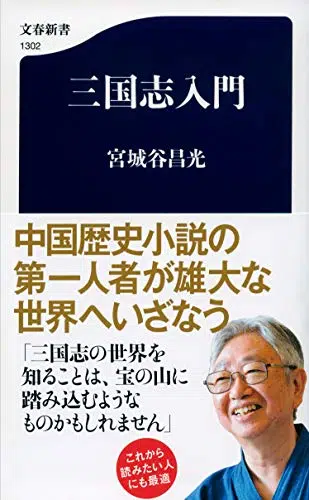 文春新書
1302
三国志入門
宮城谷昌光
中国歴史小説の
第一人者が雄大な
世界へいざなう
「三国志の世界を
知ることは、宝の山に
踏み込むような
ものかもしれません」
これから
読みたい人
にも最適